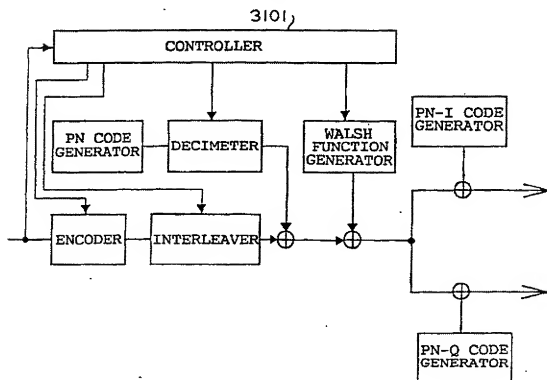 3101
CONTROLLER
PN CODE
GENERATOR
DECIMETER
WALSH
FUNCTION
GENERATOR
PN-I CODE
GENERATOR
ENCODER
INTERLEAVER
PN-Q CODE
GENERATOR